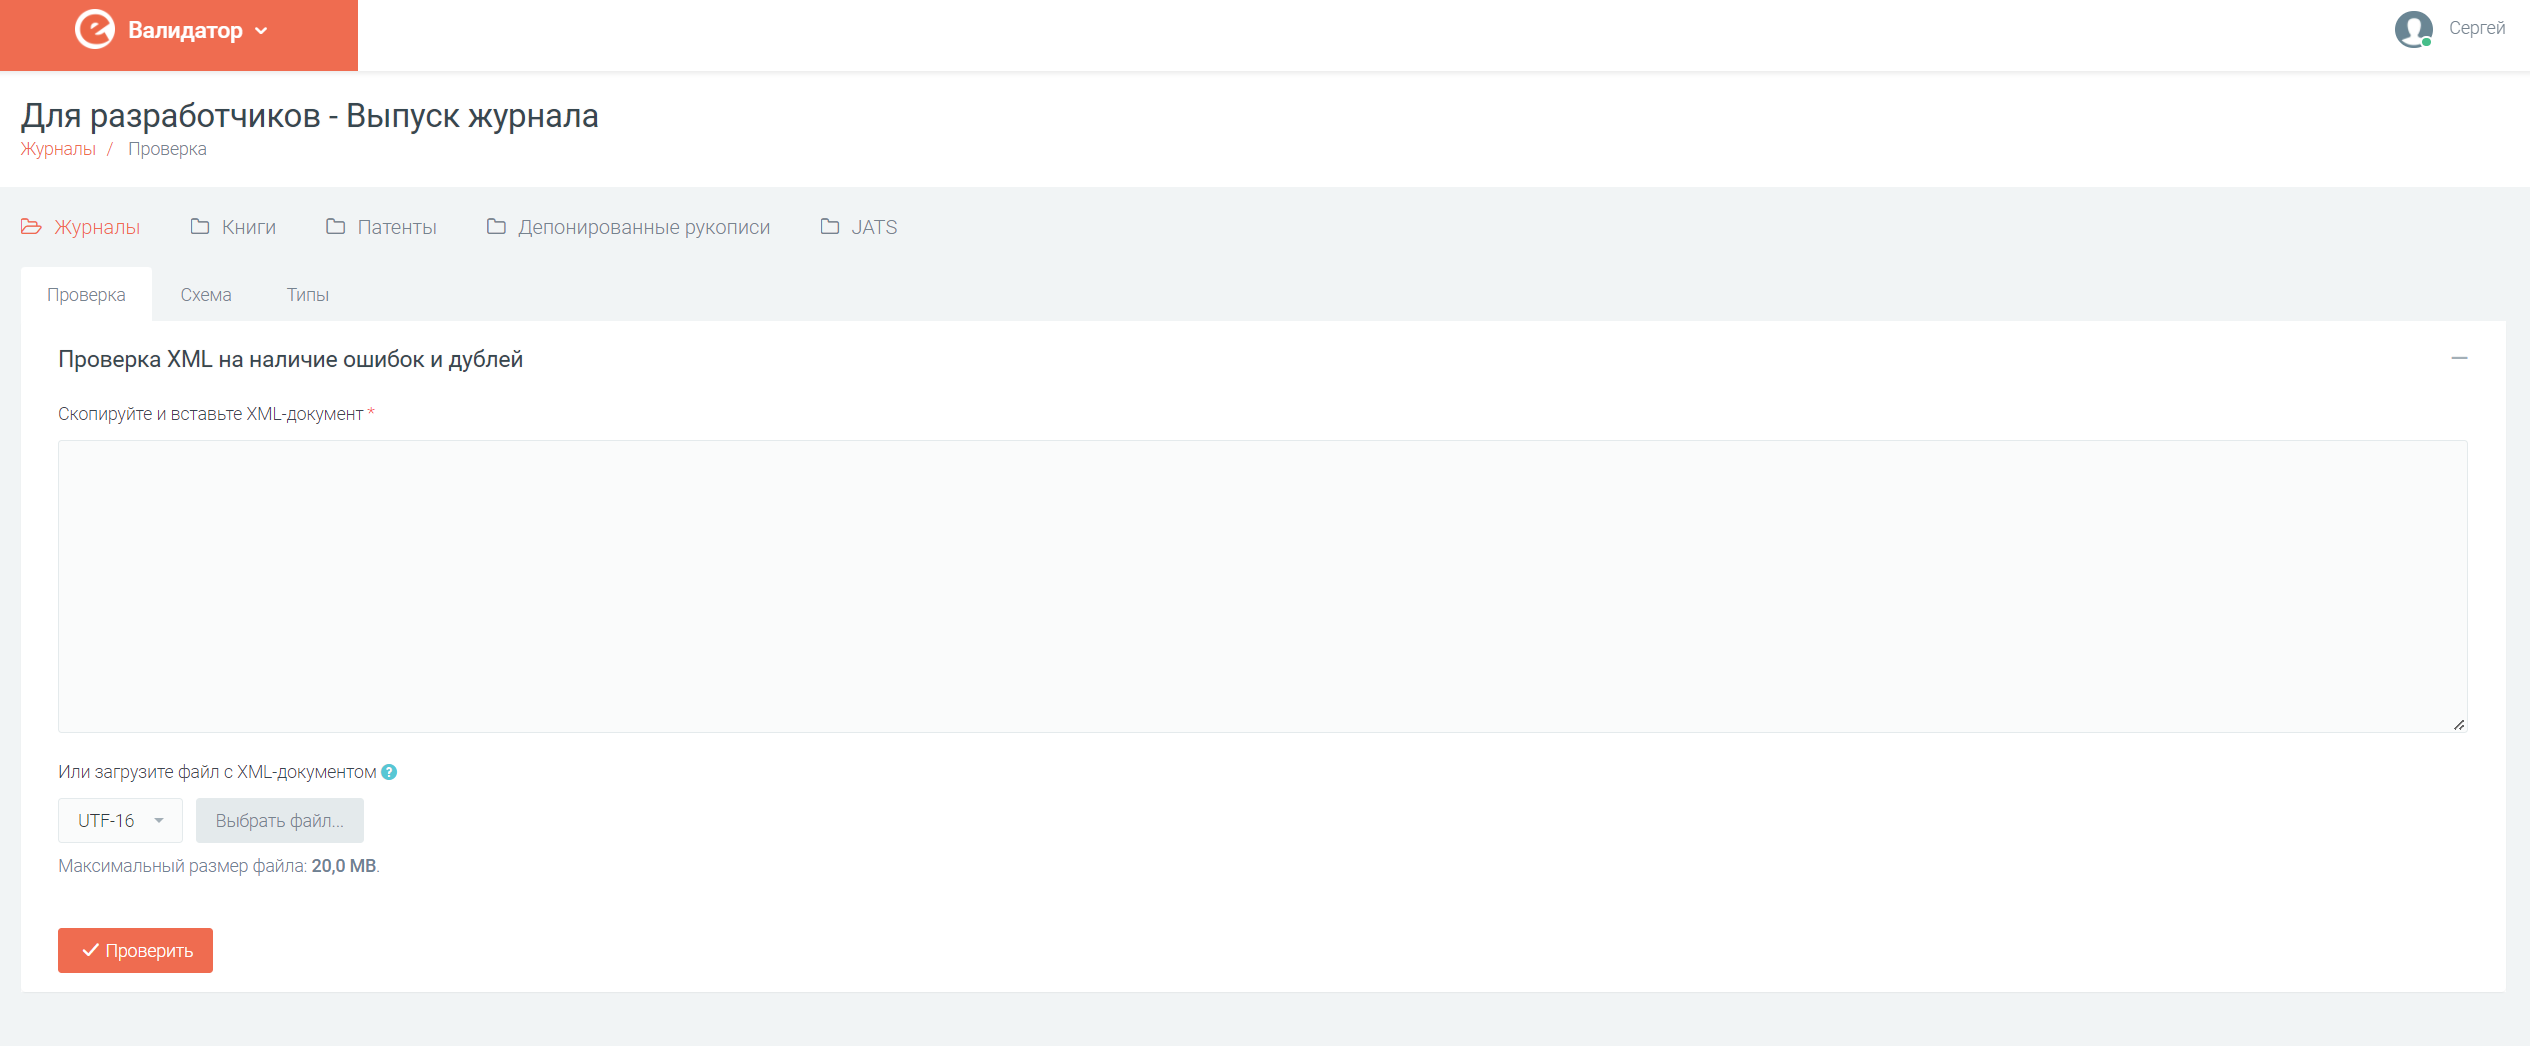 Валидатор
Сергей
Для разработчиков - Выпуск журнала
Журналы / Проверка
Журналы Книги Патенты Депонированные рукописи JATS
Проверка Схема Типы
Проверка XML на наличие ошибок и дублей
Скопируйте и вставьте XML-документ *
Или загрузите файл с XML-документом ?
UTF-16 Выбрать файл...
Максимальный размер файла: 20,0 MB.
Проверить